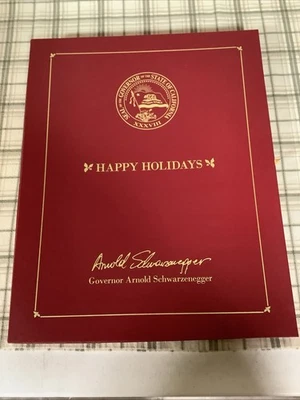 SEAL OF THE GOVERNOR OF THE STATE OF CALIFORNIA
XXXVIII
HAPPY HOLIDAYS
Arnold Schwarzenegger
Governor Arnold Schwarzenegger